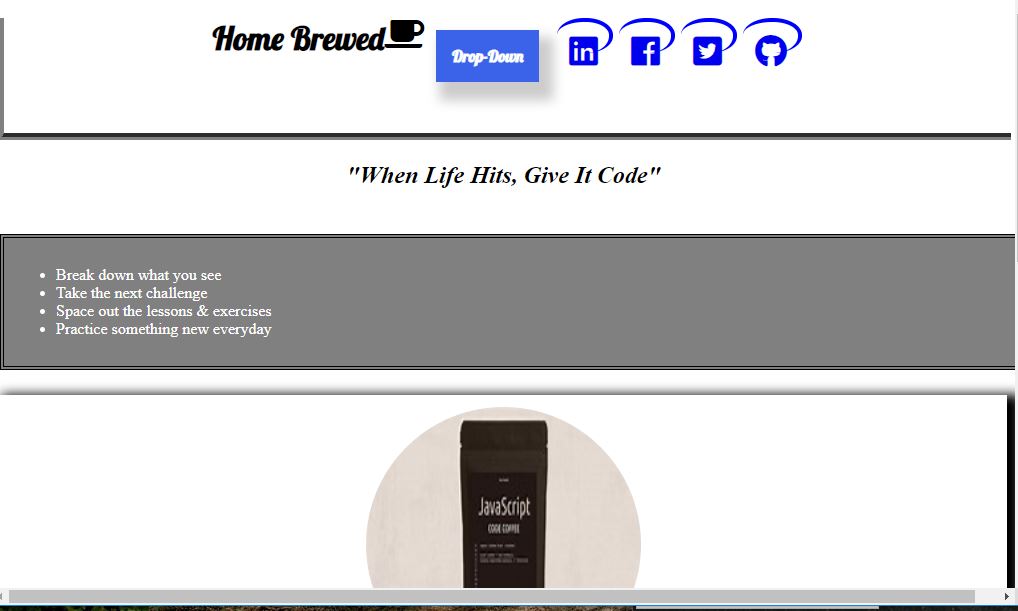 Home Brewed
Drop-Down
in
"When Life Hits, Give It Code"
Break down what you see
Take the next challenge
Space out the lessons & exercises
Practice something new everyday
JavaScript
CODE COFFEE